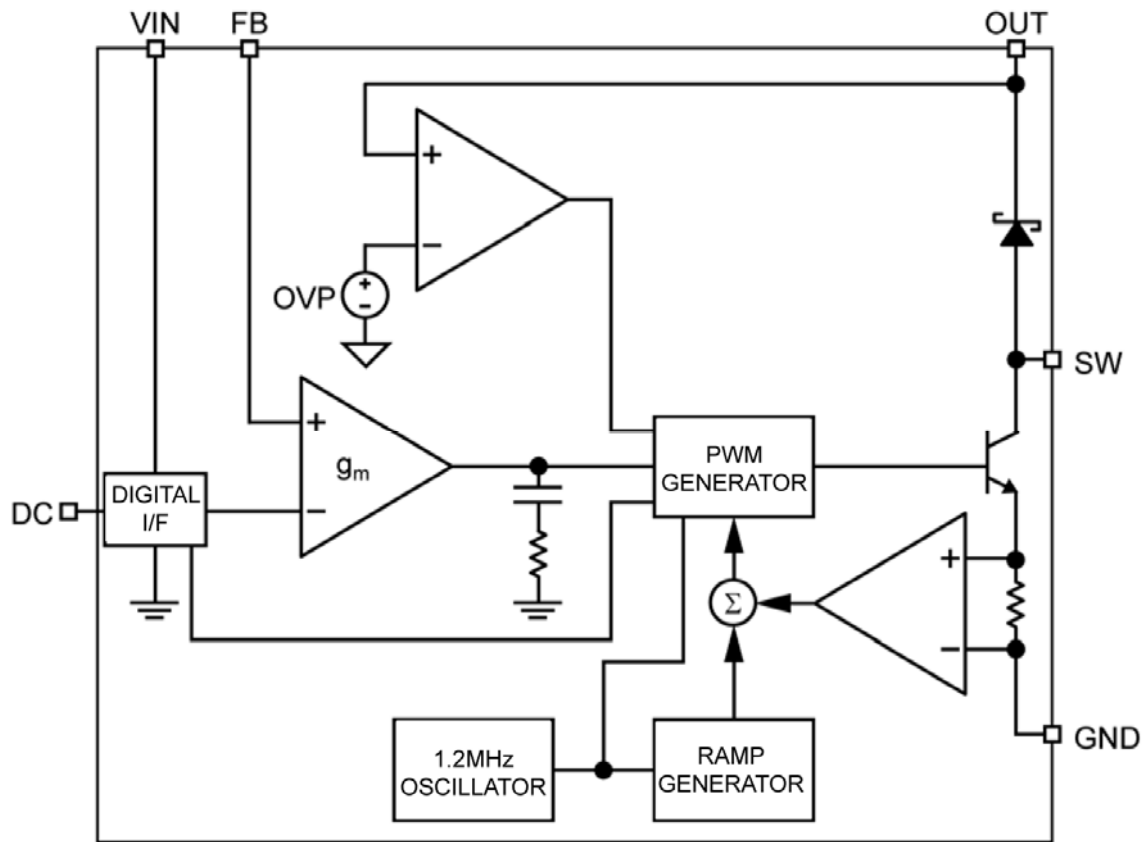 VIN
FB
OUT
+
−
OVP
+
−
SW
+
gm
−
PWM
GENERATOR
DIGITAL
I/F
DC
+
Σ
−
GND
1.2MHz
OSCILLATOR
RAMP
GENERATOR